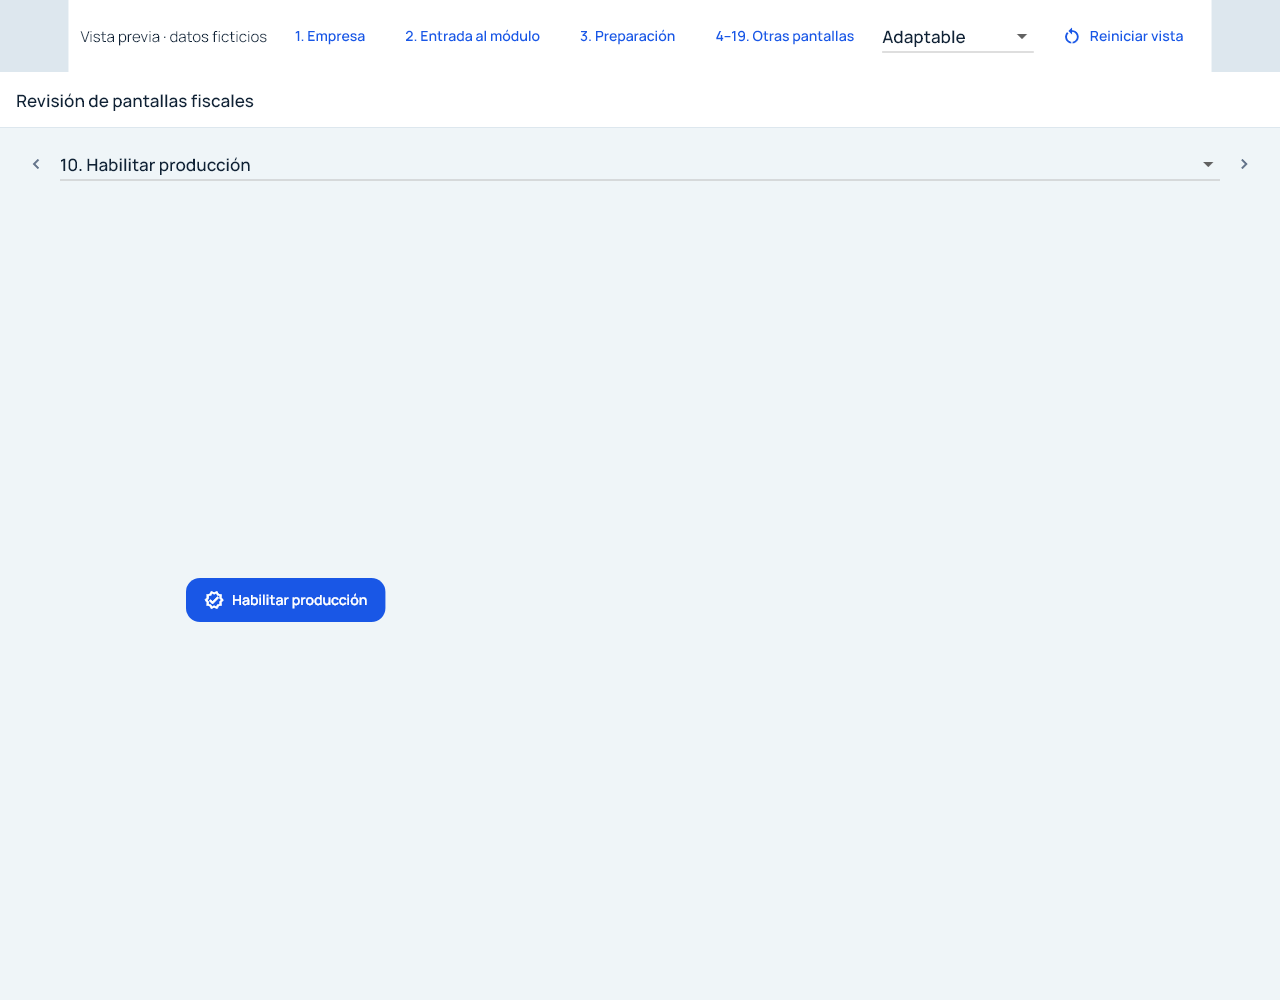 Vista previa · datos ficticios
1. Empresa
2. Entrada al módulo
3. Preparación
4–19. Otras pantallas
Adaptable
Reiniciar vista
Revisión de pantallas fiscales
10. Habilitar producción
Habilitar producción